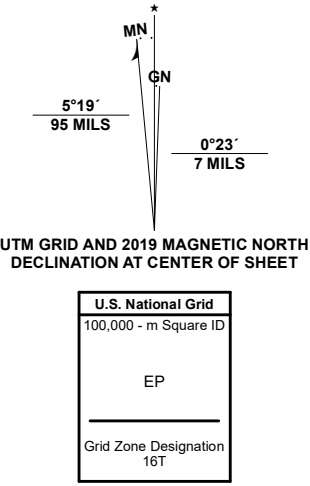 ★
MN
GN
5°19´
95 MILS
0°23´
7 MILS
UTM GRID AND 2019 MAGNETIC NORTH
DECLINATION AT CENTER OF SHEET
U.S. National Grid
100,000 - m Square ID
EP
Grid Zone Designation
16T